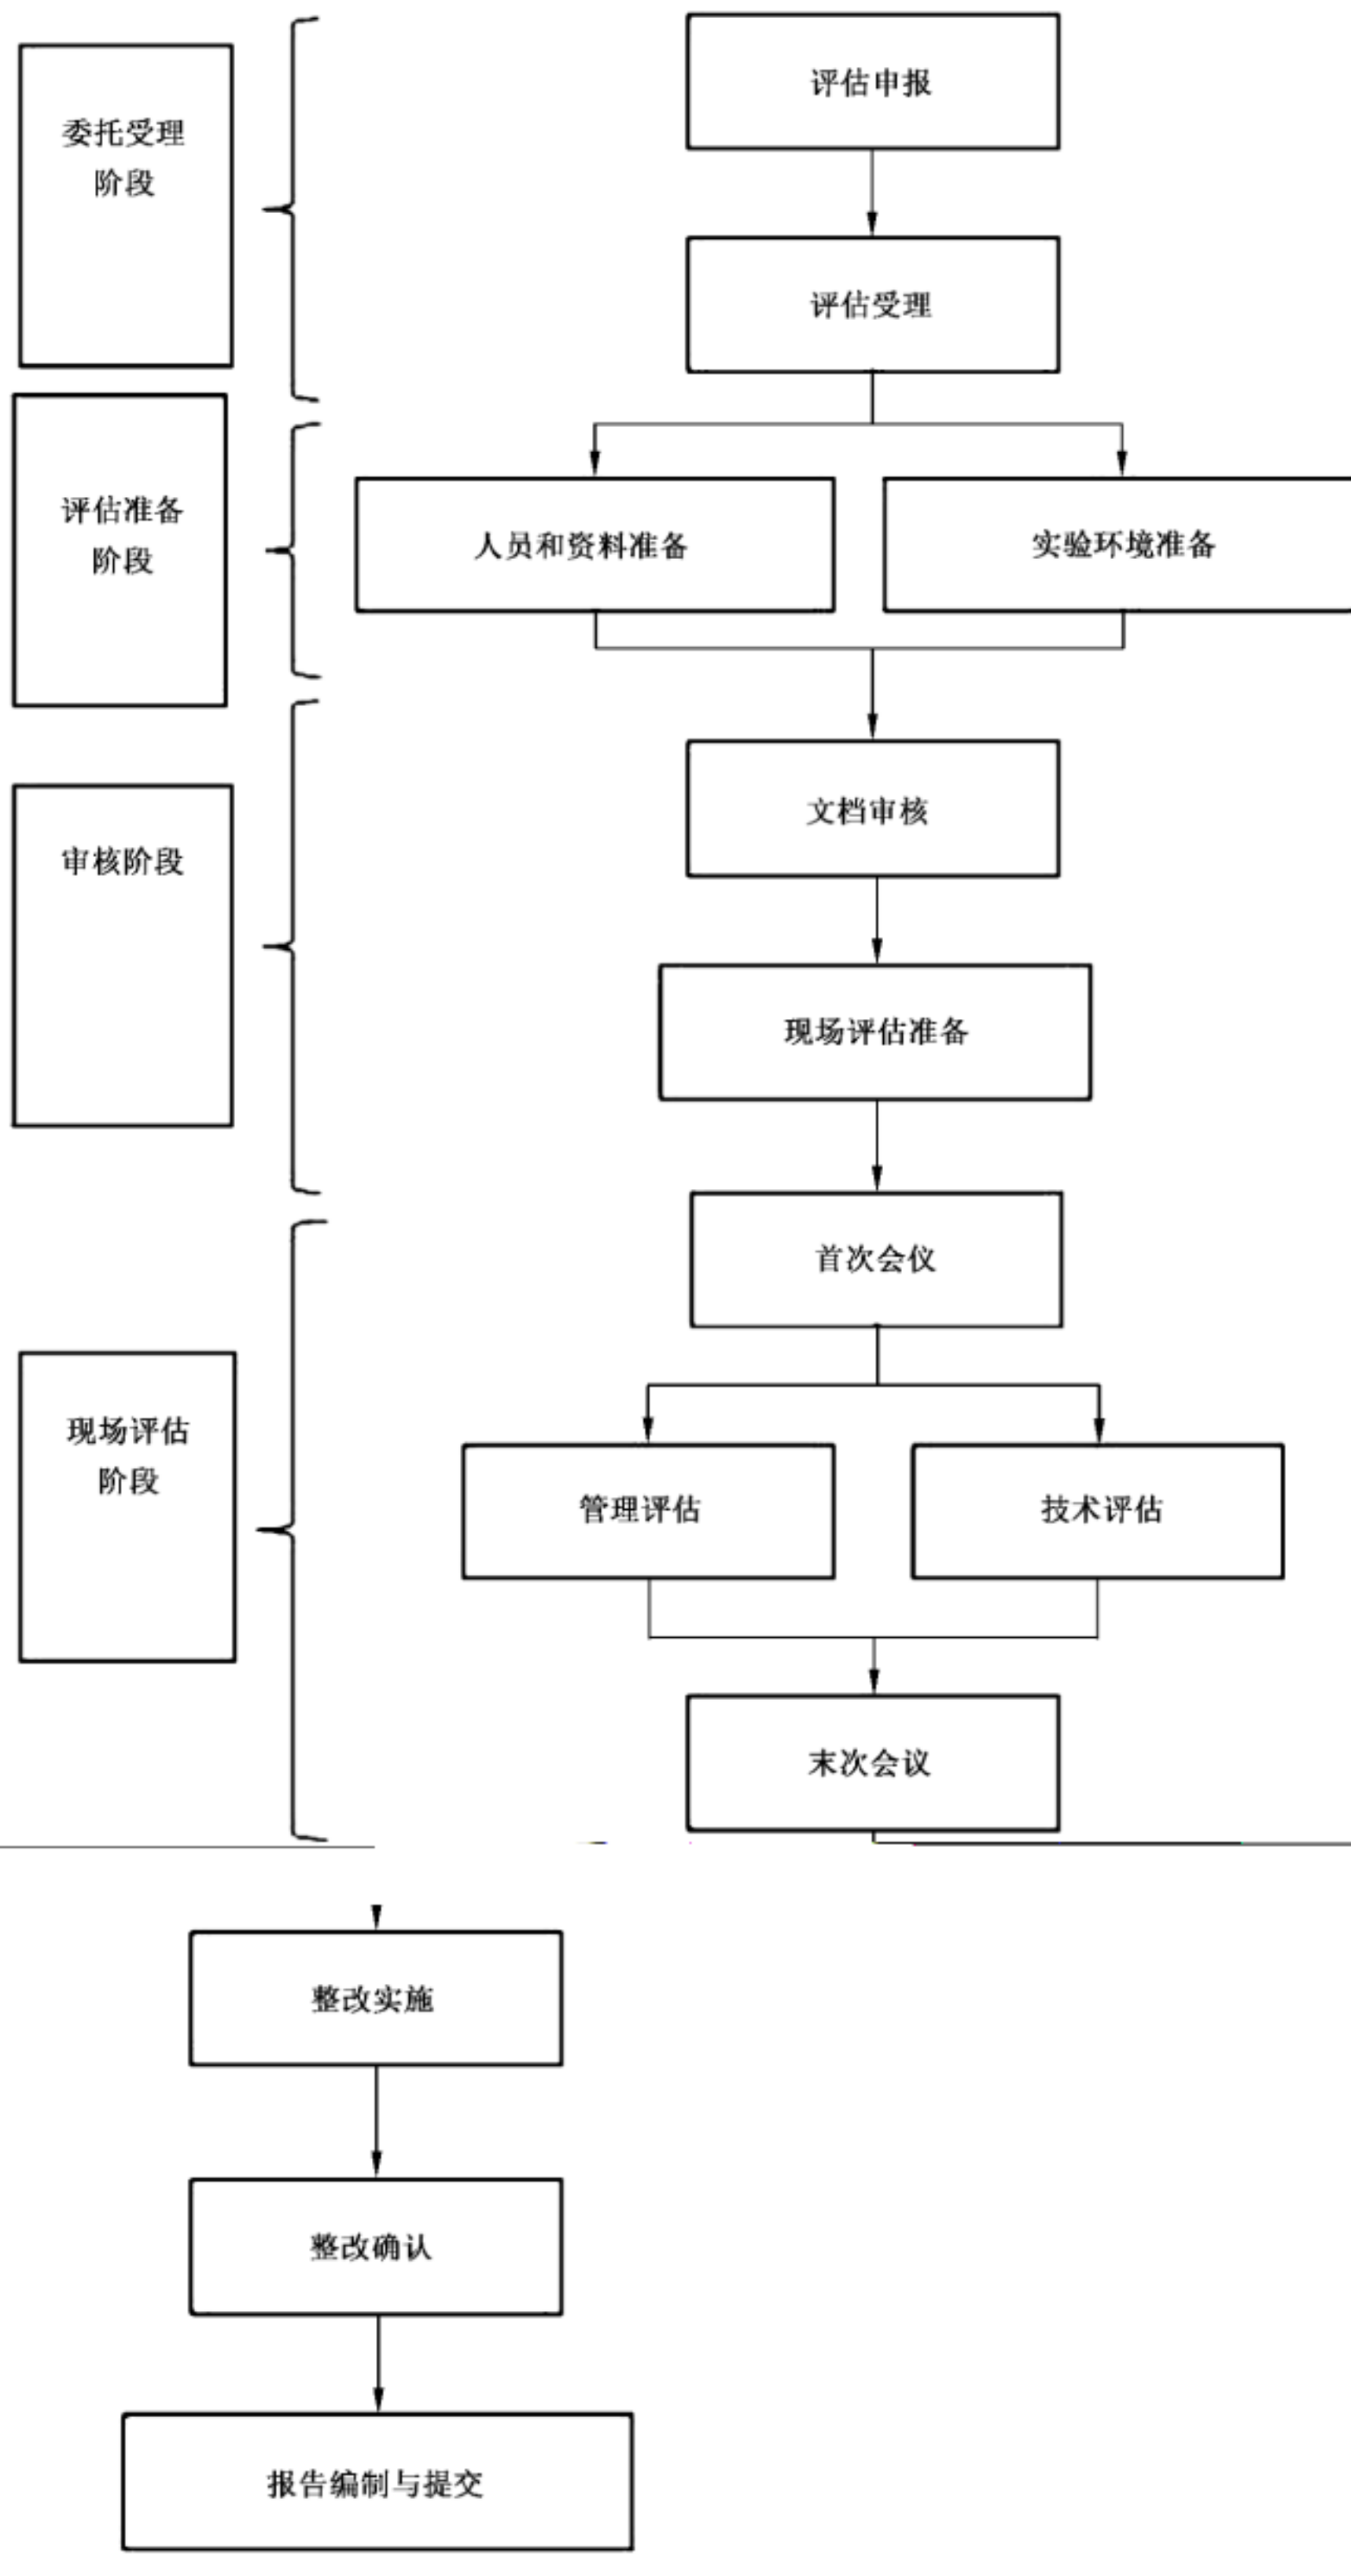 委托受理
阶段
评估申报
评估受理
评估准备
阶段
人员和资料准备
实验环境准备
审核阶段
文档审核
现场评估准备
首次会仪
现场评估
阶段
管理评估
技术评估
末次会议
整改实施
整改确认
报告编制与提交